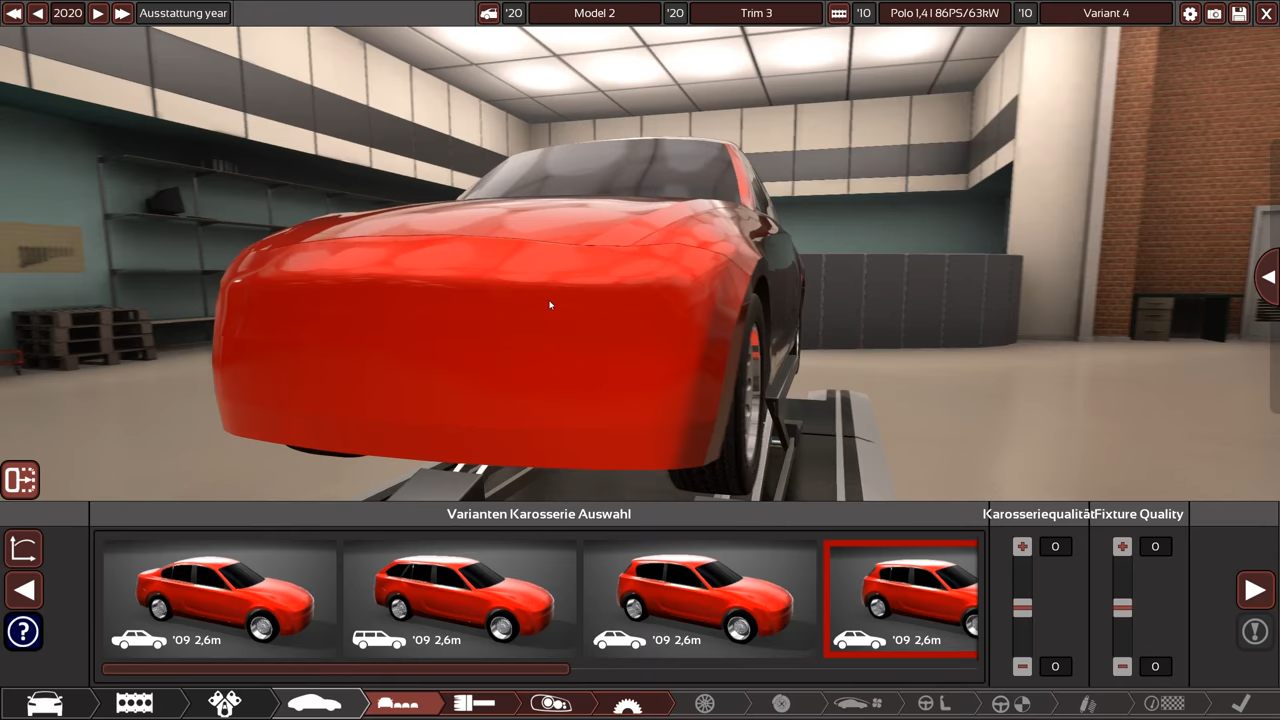 2020 Ausstattung year '20 Model 2 '20 Trim 3 '10 Polo 1,4 l 86PS/63kW '10 Variant 4
Varianten Karosserie Auswahl Karosseriequalität Fixture Quality
0 0
'09 2,6m '09 2,6m '09 2,6m '09 2,6m
0 0